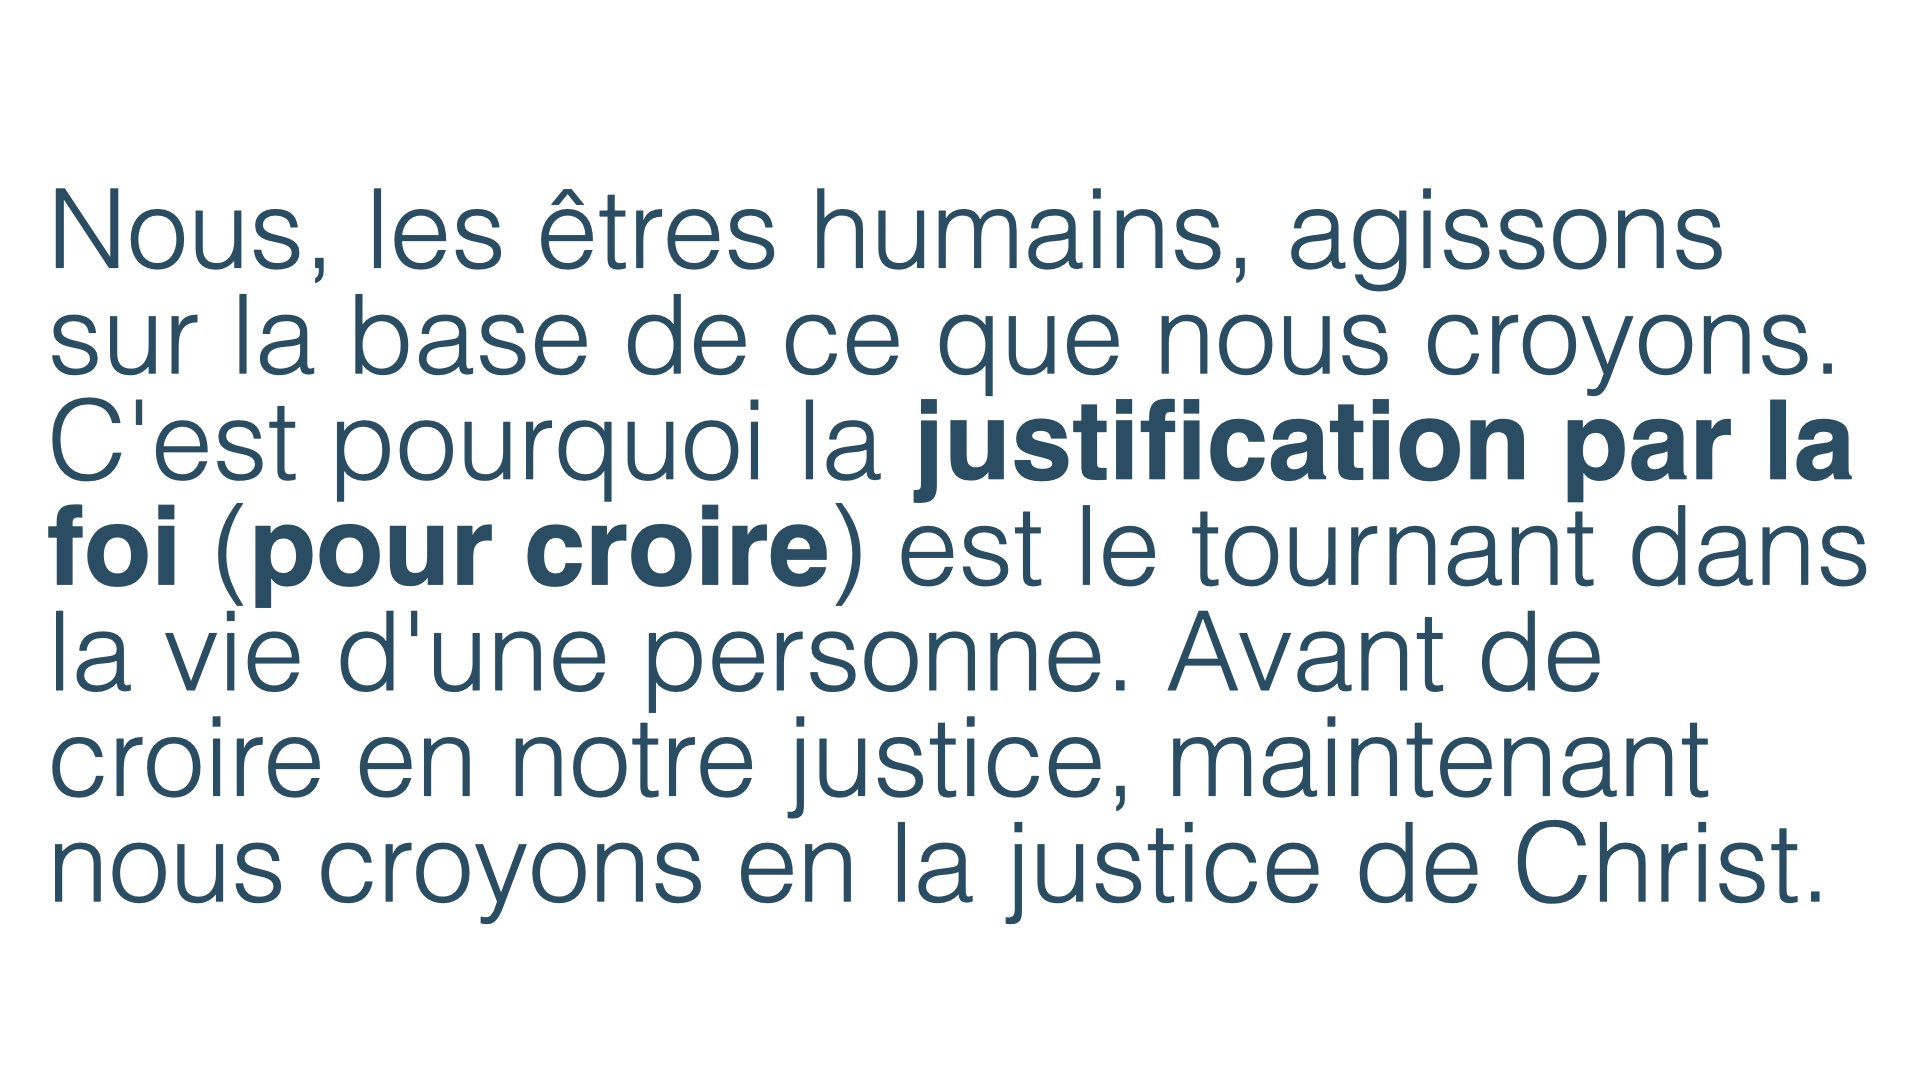 Nous, les êtres humains, agissons
sur la base de ce que nous croyons.
C'est pourquoi la justification par la
foi (pour croire) est le tournant dans
la vie d'une personne. Avant de
croire en notre justice, maintenant
nous croyons en la justice de Christ.